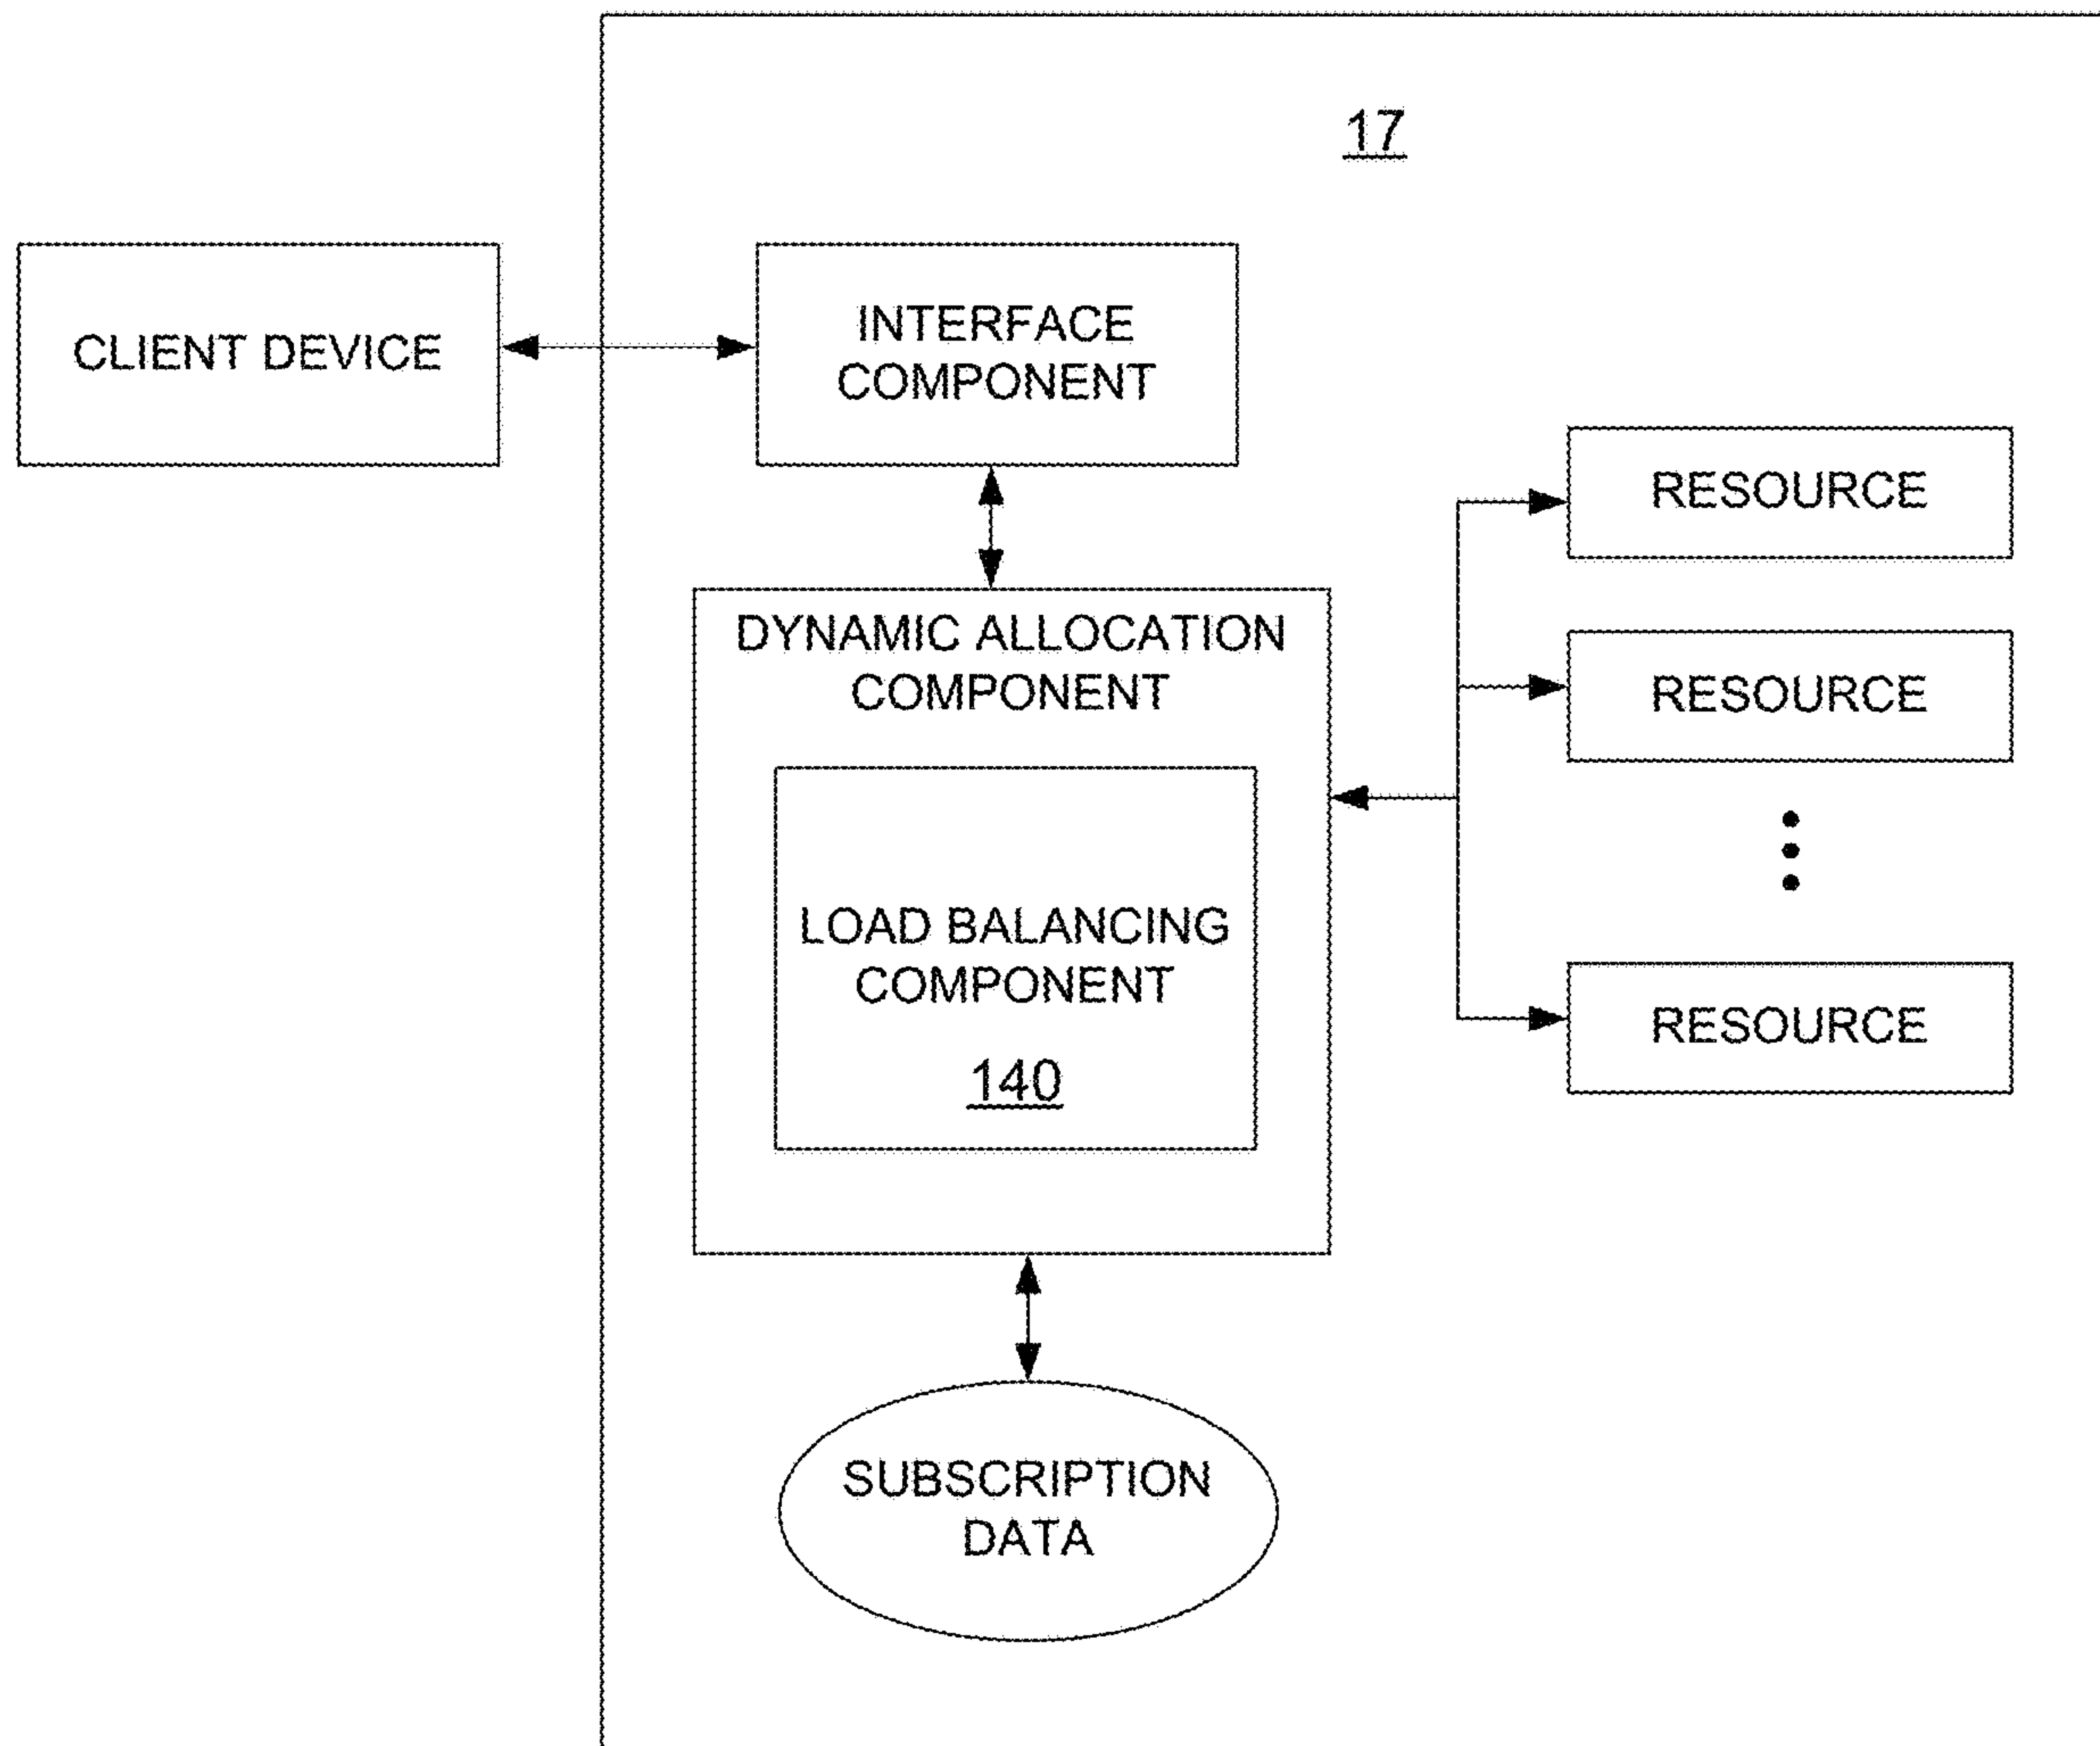 17
CLIENT DEVICE
INTERFACE
COMPONENT
RESOURCE
DYNAMIC ALLOCATION
COMPONENT
RESOURCE
LOAD BALANCING
COMPONENT
140
RESOURCE
SUBSCRIPTION
DATA